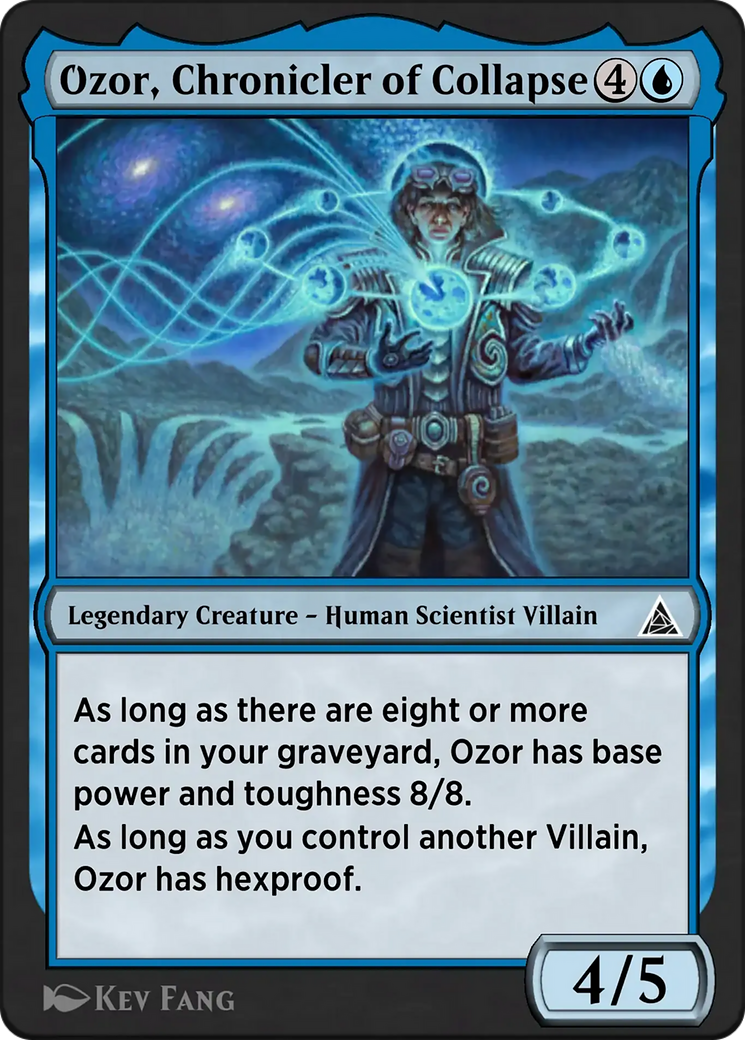 Ozor, Chronicler of Collapse 4
Legendary Creature – Human Scientist Villain
As long as there are eight or more
cards in your graveyard, Ozor has base
power and toughness 8/8.
As long as you control another Villain,
Ozor has hexproof.
4/5
Kev Fang